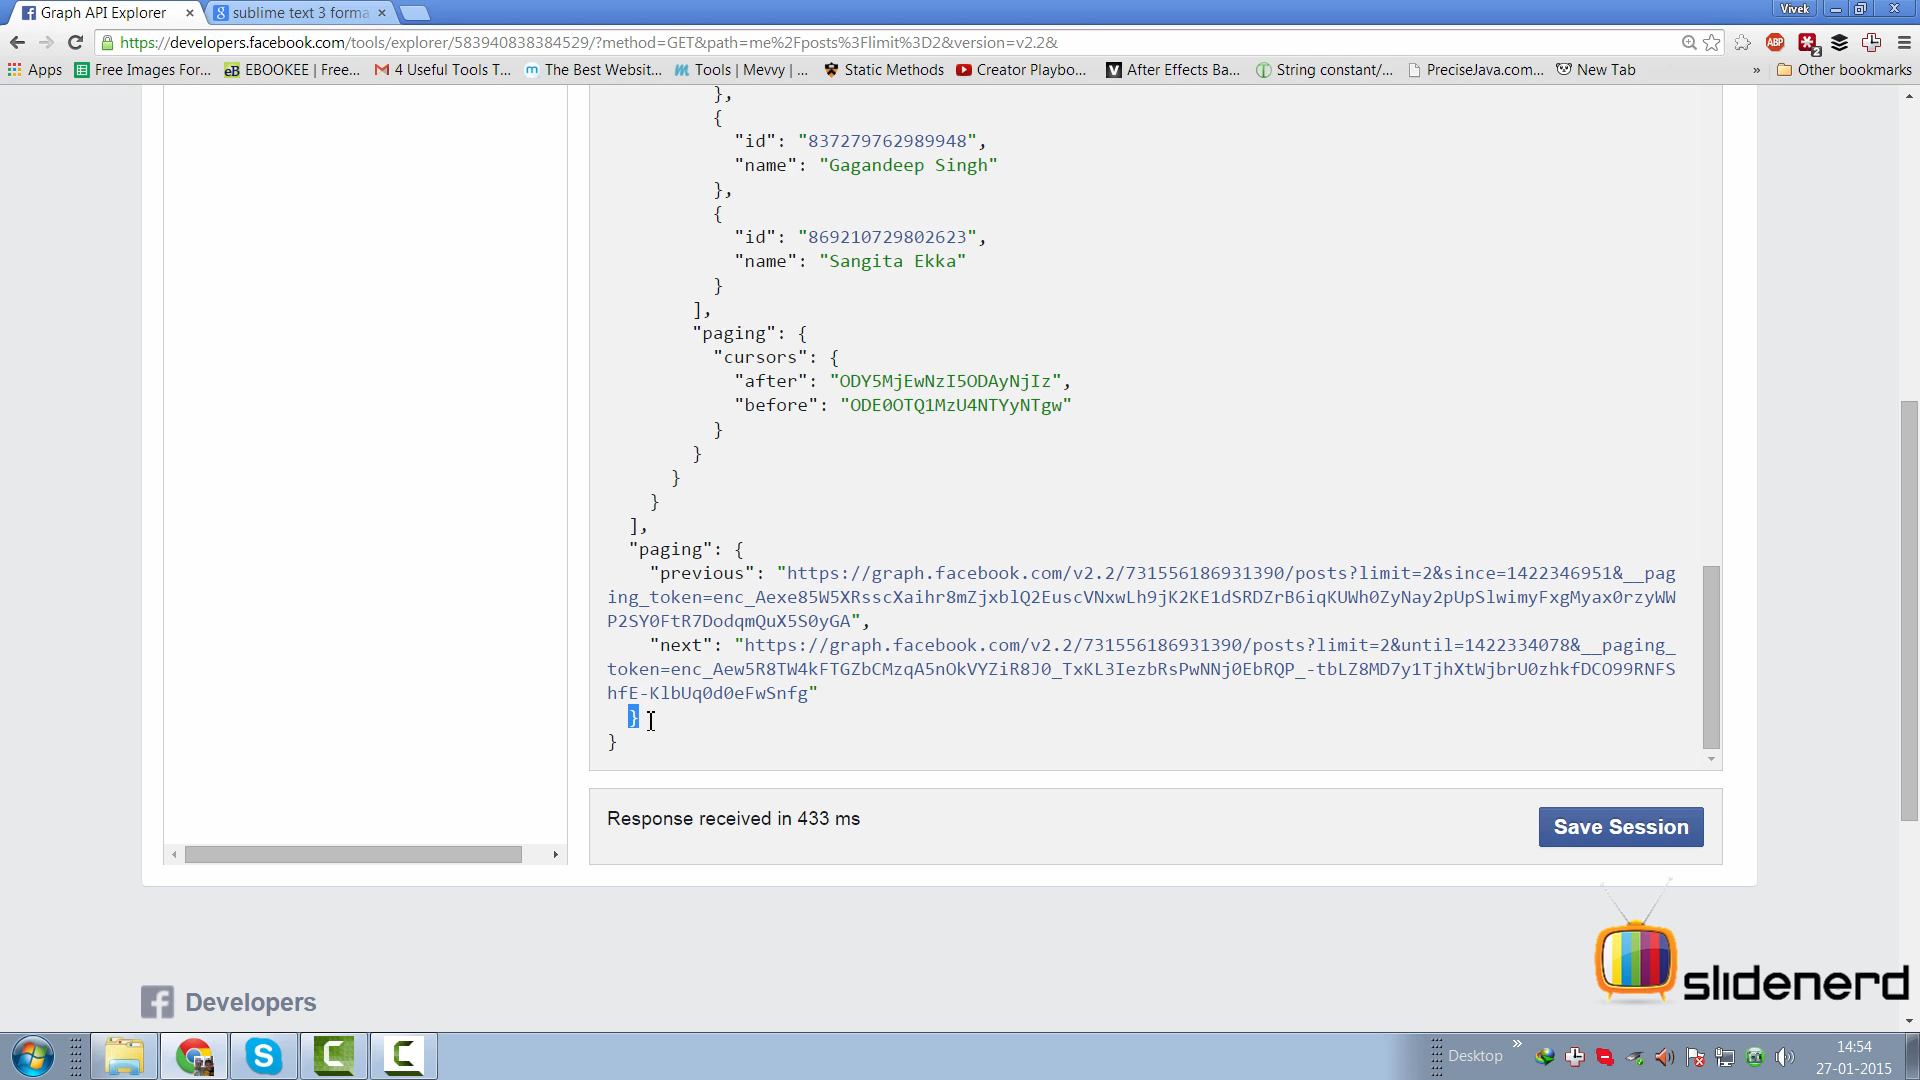 Graph API Explorer × sublime text 3 forma × Vivek
https://developers.facebook.com/tools/explorer/583940838384529/?method=GET&path=me%2Fposts%3Flimit%3D2&version=v2.2& ABP 2
Apps Free Images For... eB EBOOKEE | Free... 4 Useful Tools T... m The Best Websit... Tools | Mevvy | ... Static Methods Creator Playbo... V After Effects Ba... String constant/... PreciseJava.com... New Tab » Other bookmarks
},
{
"id": "837279762989948",
"name": "Gagandeep Singh"
},
{
"id": "869210729802623",
"name": "Sangita Ekka"
}
],
"paging": {
"cursors": {
"after": "ODY5MjEwNzI5ODAyNjIz",
"before": "ODE0OTQ1MzU4NTYyNTgw"
}
}
}
}
],
"paging": {
"previous": "https://graph.facebook.com/v2.2/731556186931390/posts?limit=2&since=1422346951&__pag
ing_token=enc_Aexe85W5XRsscXaihr8mZjxblQ2EuscVNxwLh9jK2KE1dSRDZrB6iqKUWh0ZyNay2pUpSlwimyFxgMyax0rzyWW
P2SY0FtR7DodqmQuX5S0yGA",
"next": "https://graph.facebook.com/v2.2/731556186931390/posts?limit=2&until=1422334078&__paging_
token=enc_Aew5R8TW4kFTGZbCMzqA5nOkVYZiR8J0_TxKL3IezbRsPwNNj0EbRQP_-tbLZ8MD7y1TjhXtWjbrU0zhkfDCO99RNFS
hfE-KlbUq0d0eFwSnfg"
}
}
Response received in 433 ms
Save Session
slidenerd
Developers
Desktop » 14:54
27-01-2015